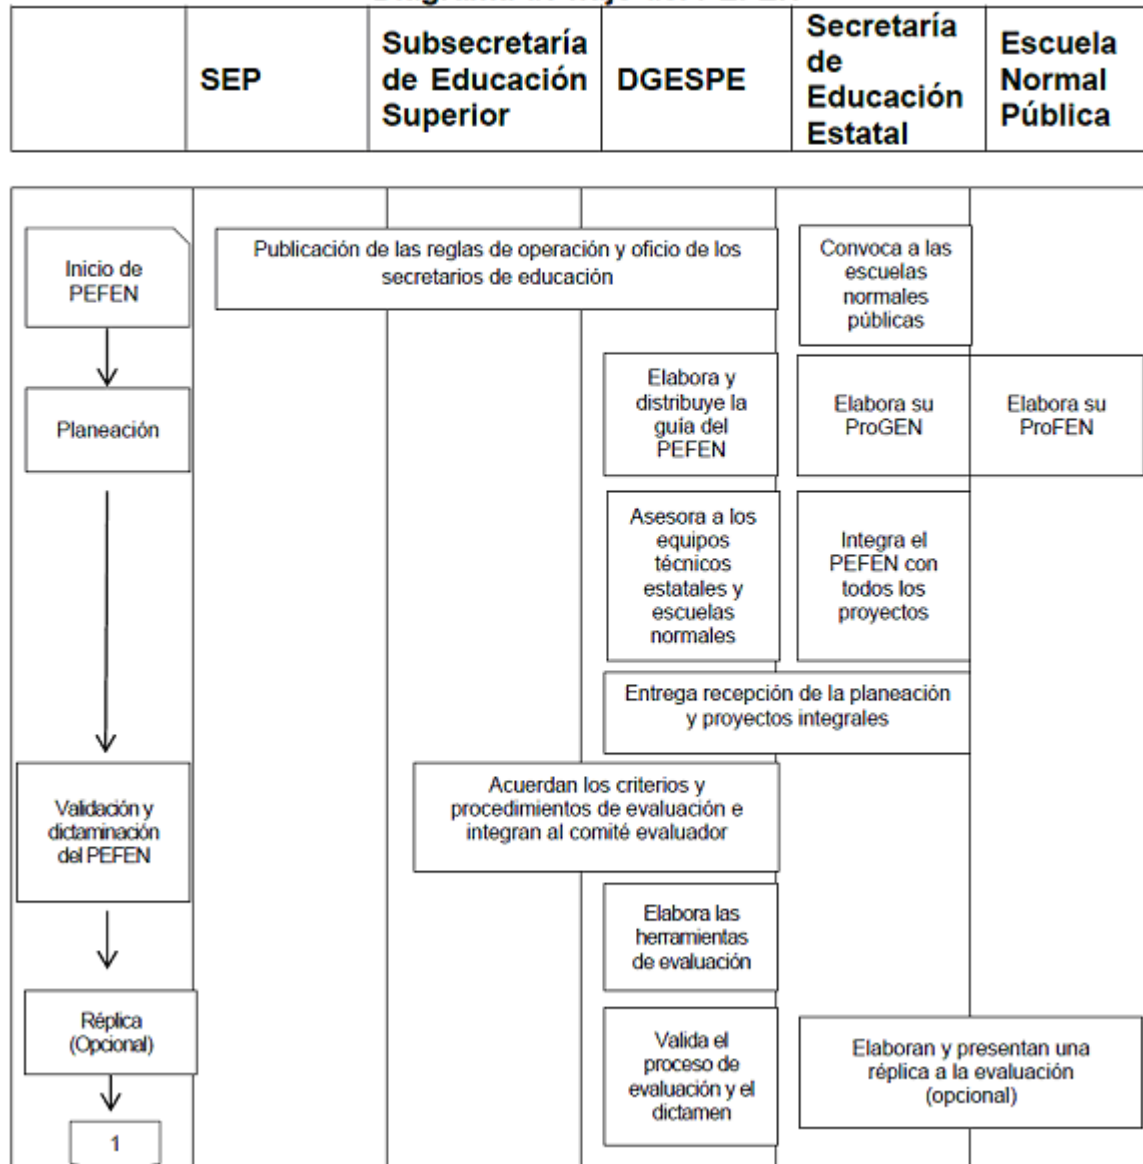 SEP
Subsecretaría
de Educación
Superior
DGESPE
Secretaría
de
Educación
Estatal
Escuela
Normal
Pública
Inicio de
PEFEN
Publicación de las reglas de operación y oficio de los
secretarios de educación
Convoca a las
escuelas
normales
públicas
Planeación
Elabora y
distribuye la
guía del
PEFEN
Elabora su
ProGEN
Elabora su
ProFEN
Asesora a los
equipos
técnicos
estatales y
escuelas
normales
Integra el
PEFEN con
todos los
proyectos
Entrega recepción de la planeación
y proyectos integrales
Validación y
dictaminación
del PEFEN
Acuerdan los criterios y
procedimientos de evaluación e
integran al comité evaluador
Elabora las
herramientas
de evaluación
Réplica
(Opcional)
Valida el
proceso de
evaluación y el
dictamen
Elaboran y presentan una
réplica a la evaluación
(opcional)
1